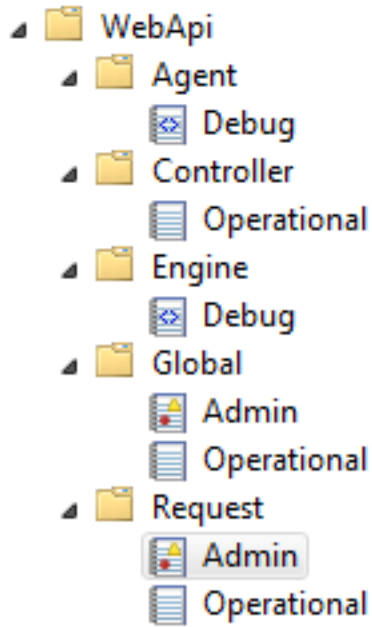 WebApi
Agent
Debug
Controller
Operational
Engine
Debug
Global
Admin
Operational
Request
Admin
Operational